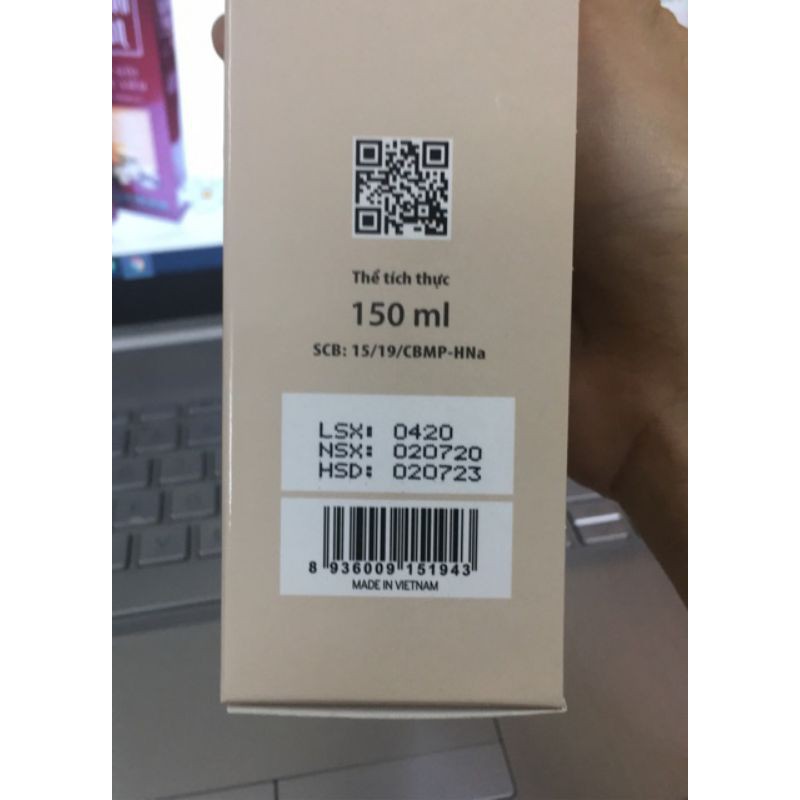 Thể tích thực
150 ml
SCB: 15/19/CBMP-HNa
LSX: 0420
NSX: 020720
HSD: 020723
8 936009 151943
MADE IN VIETNAM